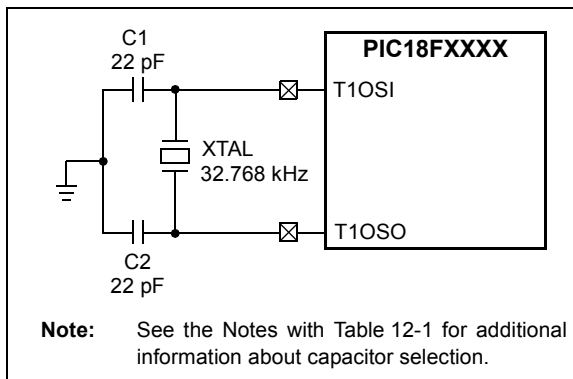 C1
22 pF
PIC18FXXXX
T1OSI
XTAL
32.768 kHz
T1OSO
C2
22 pF
Note: See the Notes with Table 12-1 for additional
information about capacitor selection.